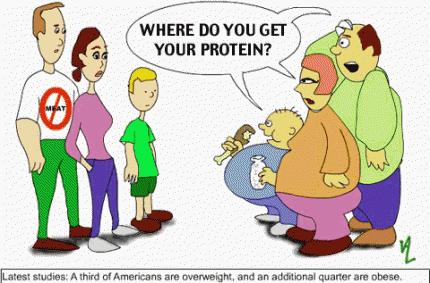 WHERE DO YOU GET
YOUR PROTEIN?
MEAT
Latest studies: A third of Americans are overweight, and an additional quarter are obese.